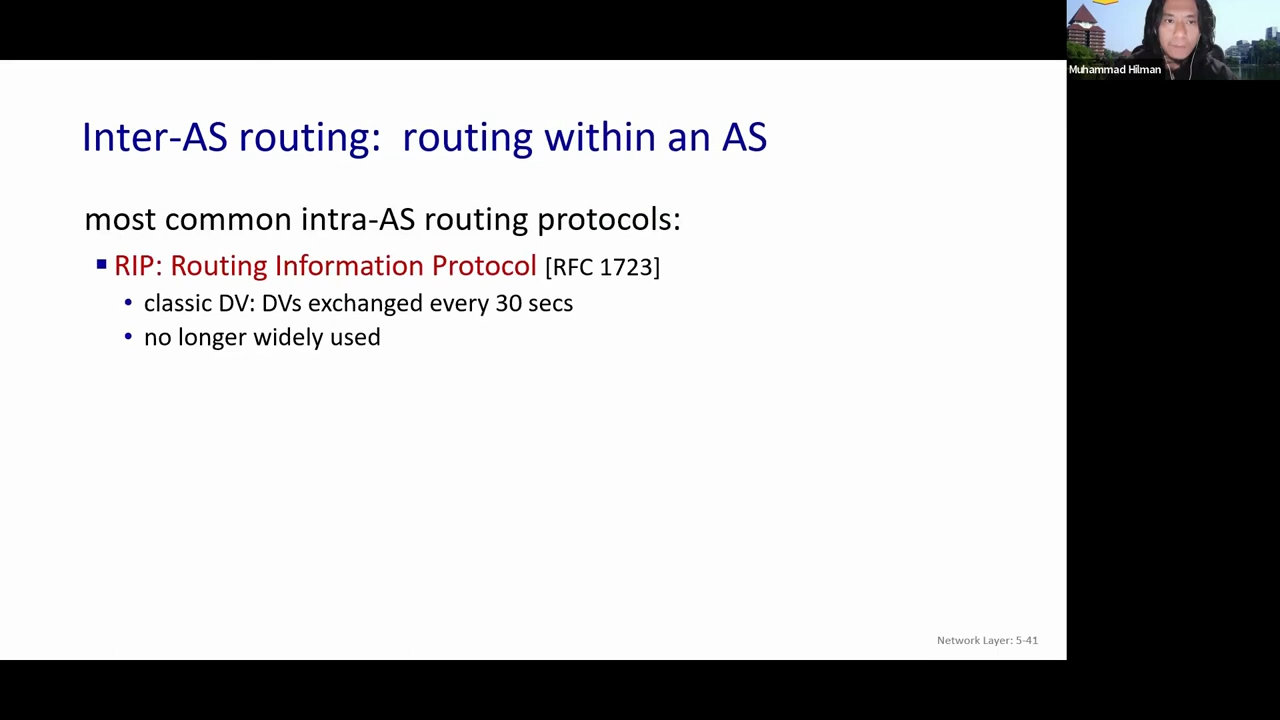 Muhammad Hilman
Inter-AS routing: routing within an AS
most common intra-AS routing protocols:
▪ RIP: Routing Information Protocol [RFC 1723]
• classic DV: DVs exchanged every 30 secs
• no longer widely used
Network Layer: 5-41